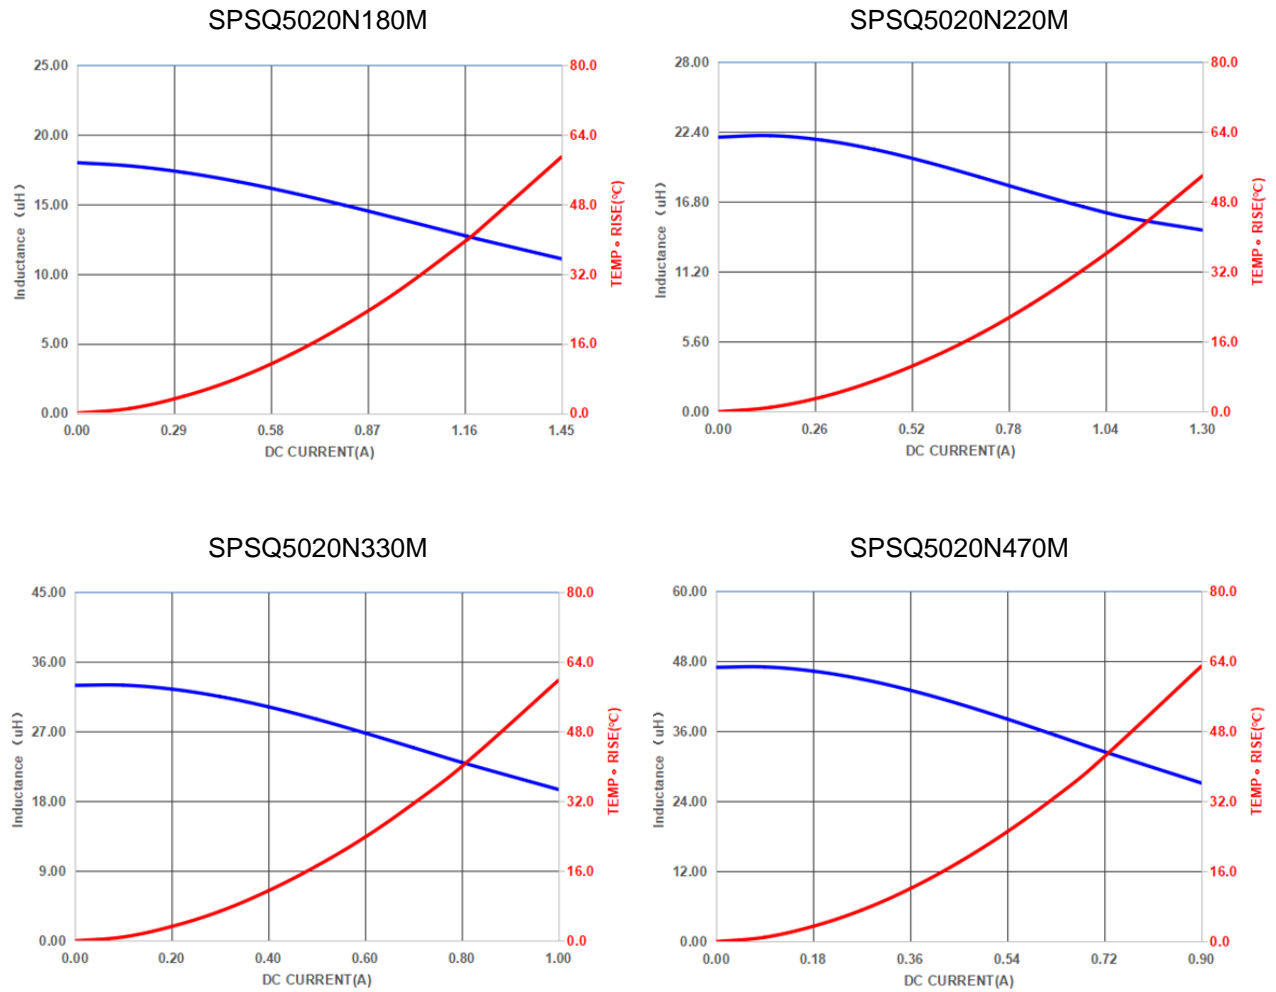 SPSQ5020N180M
25.00
20.00
15.00
10.00
5.00
0.00
Inductance (uH)
80.0
64.0
48.0
32.0
16.0
0.0
TEMP • RISE(℃)
0.00 0.29 0.58 0.87 1.16 1.45
DC CURRENT(A)
SPSQ5020N220M
28.00
22.40
16.80
11.20
5.60
0.00
Inductance (uH)
80.0
64.0
48.0
32.0
16.0
0.0
TEMP • RISE(℃)
0.00 0.26 0.52 0.78 1.04 1.30
DC CURRENT(A)
SPSQ5020N330M
45.00
36.00
27.00
18.00
9.00
0.00
Inductance (uH)
80.0
64.0
48.0
32.0
16.0
0.0
TEMP • RISE(℃)
0.00 0.20 0.40 0.60 0.80 1.00
DC CURRENT(A)
SPSQ5020N470M
60.00
48.00
36.00
24.00
12.00
0.00
Inductance (uH)
80.0
64.0
48.0
32.0
16.0
0.0
TEMP • RISE(℃)
0.00 0.18 0.36 0.54 0.72 0.90
DC CURRENT(A)